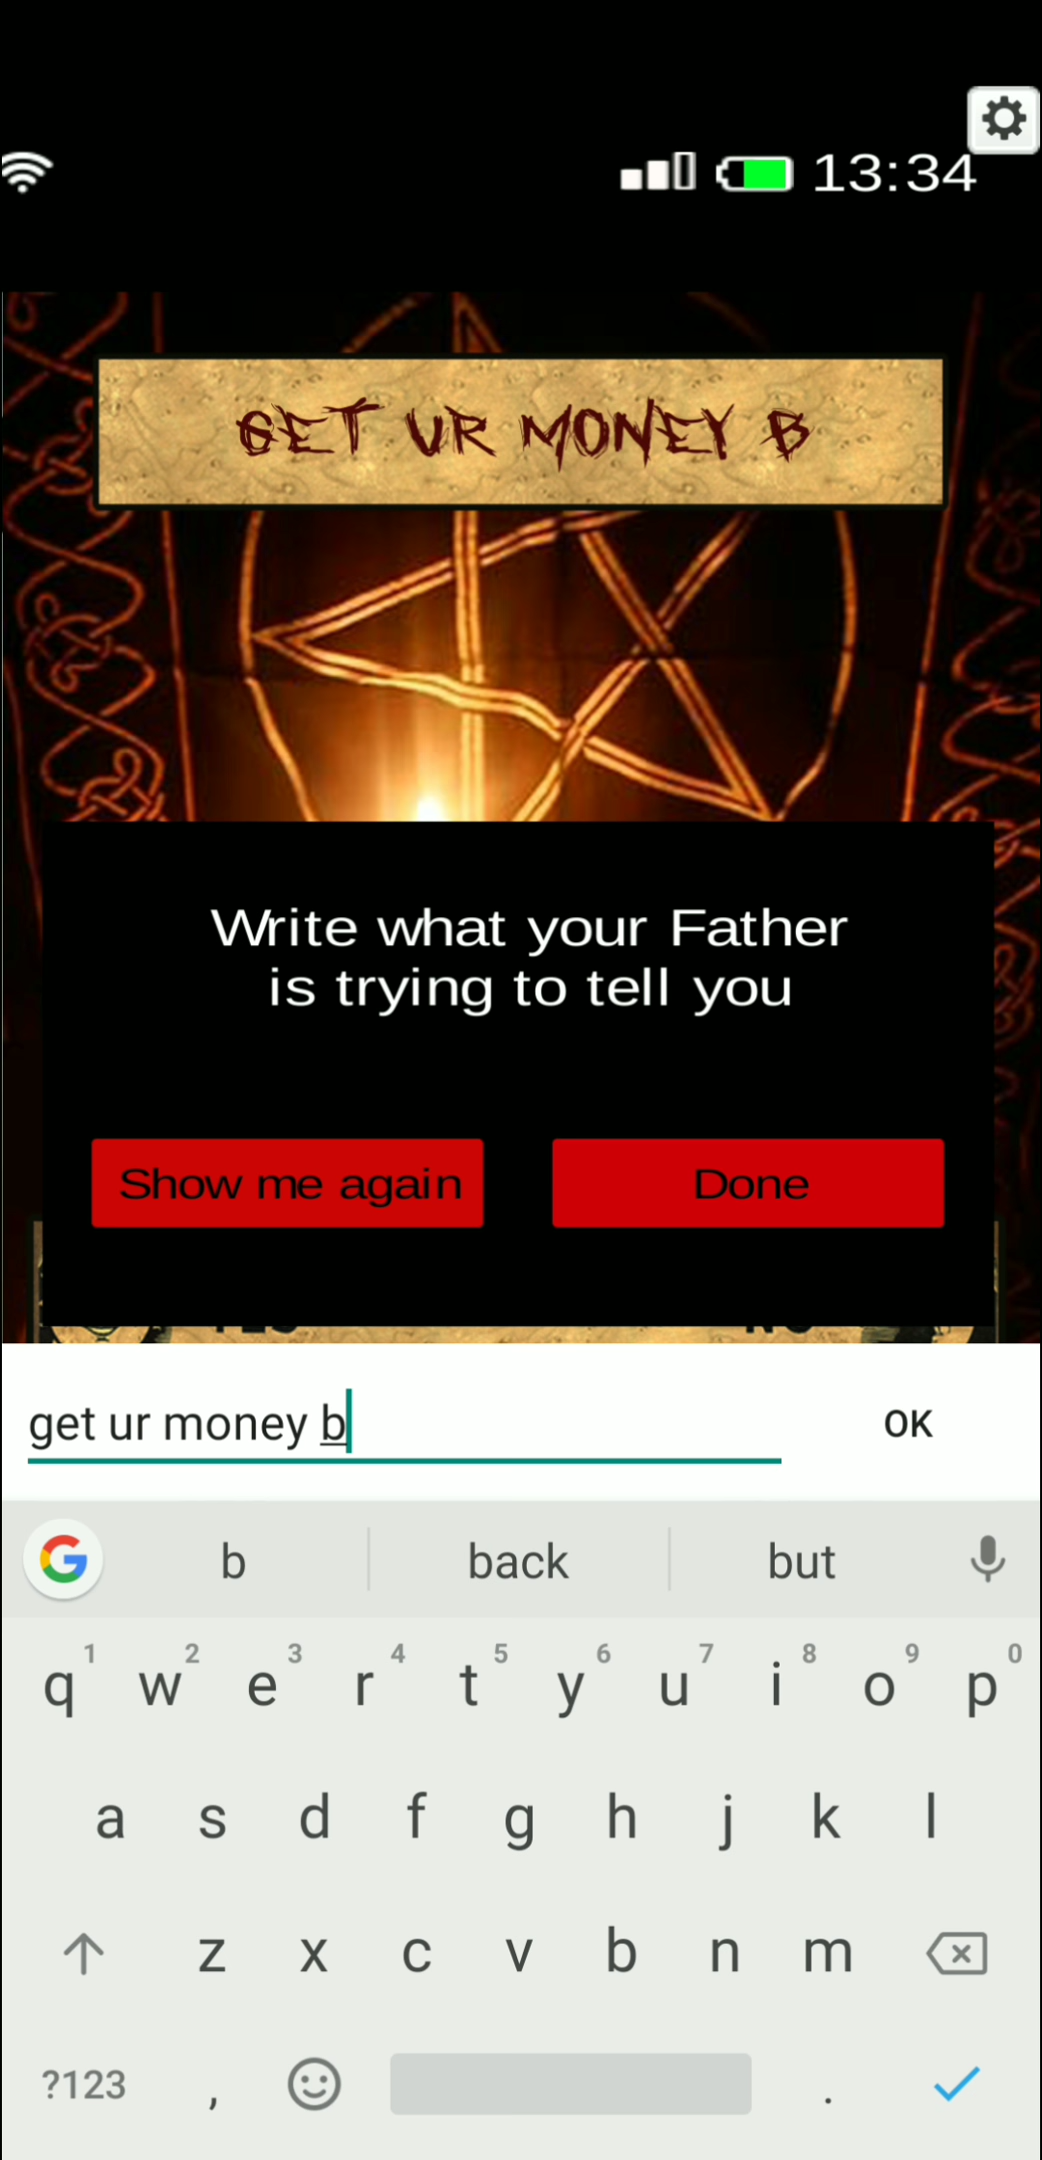 13:34
GET UR MONEY B
Write what your Father
is trying to tell you
Show me again
Done
get ur money b
OK
b
back
but
q 1 w 2 e 3 r 4 t 5 y 6 u 7 i 8 o 9 p 0
a s d f g h j k l
z x c v b n m
?123 , .